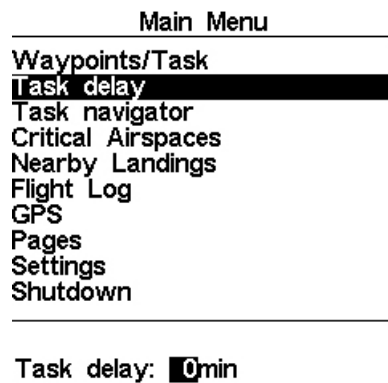 Main Menu
Waypoints/Task
Task delay
Task navigator
Critical Airspaces
Nearby Landings
Flight Log
GPS
Pages
Settings
Shutdown
Task delay: 0min